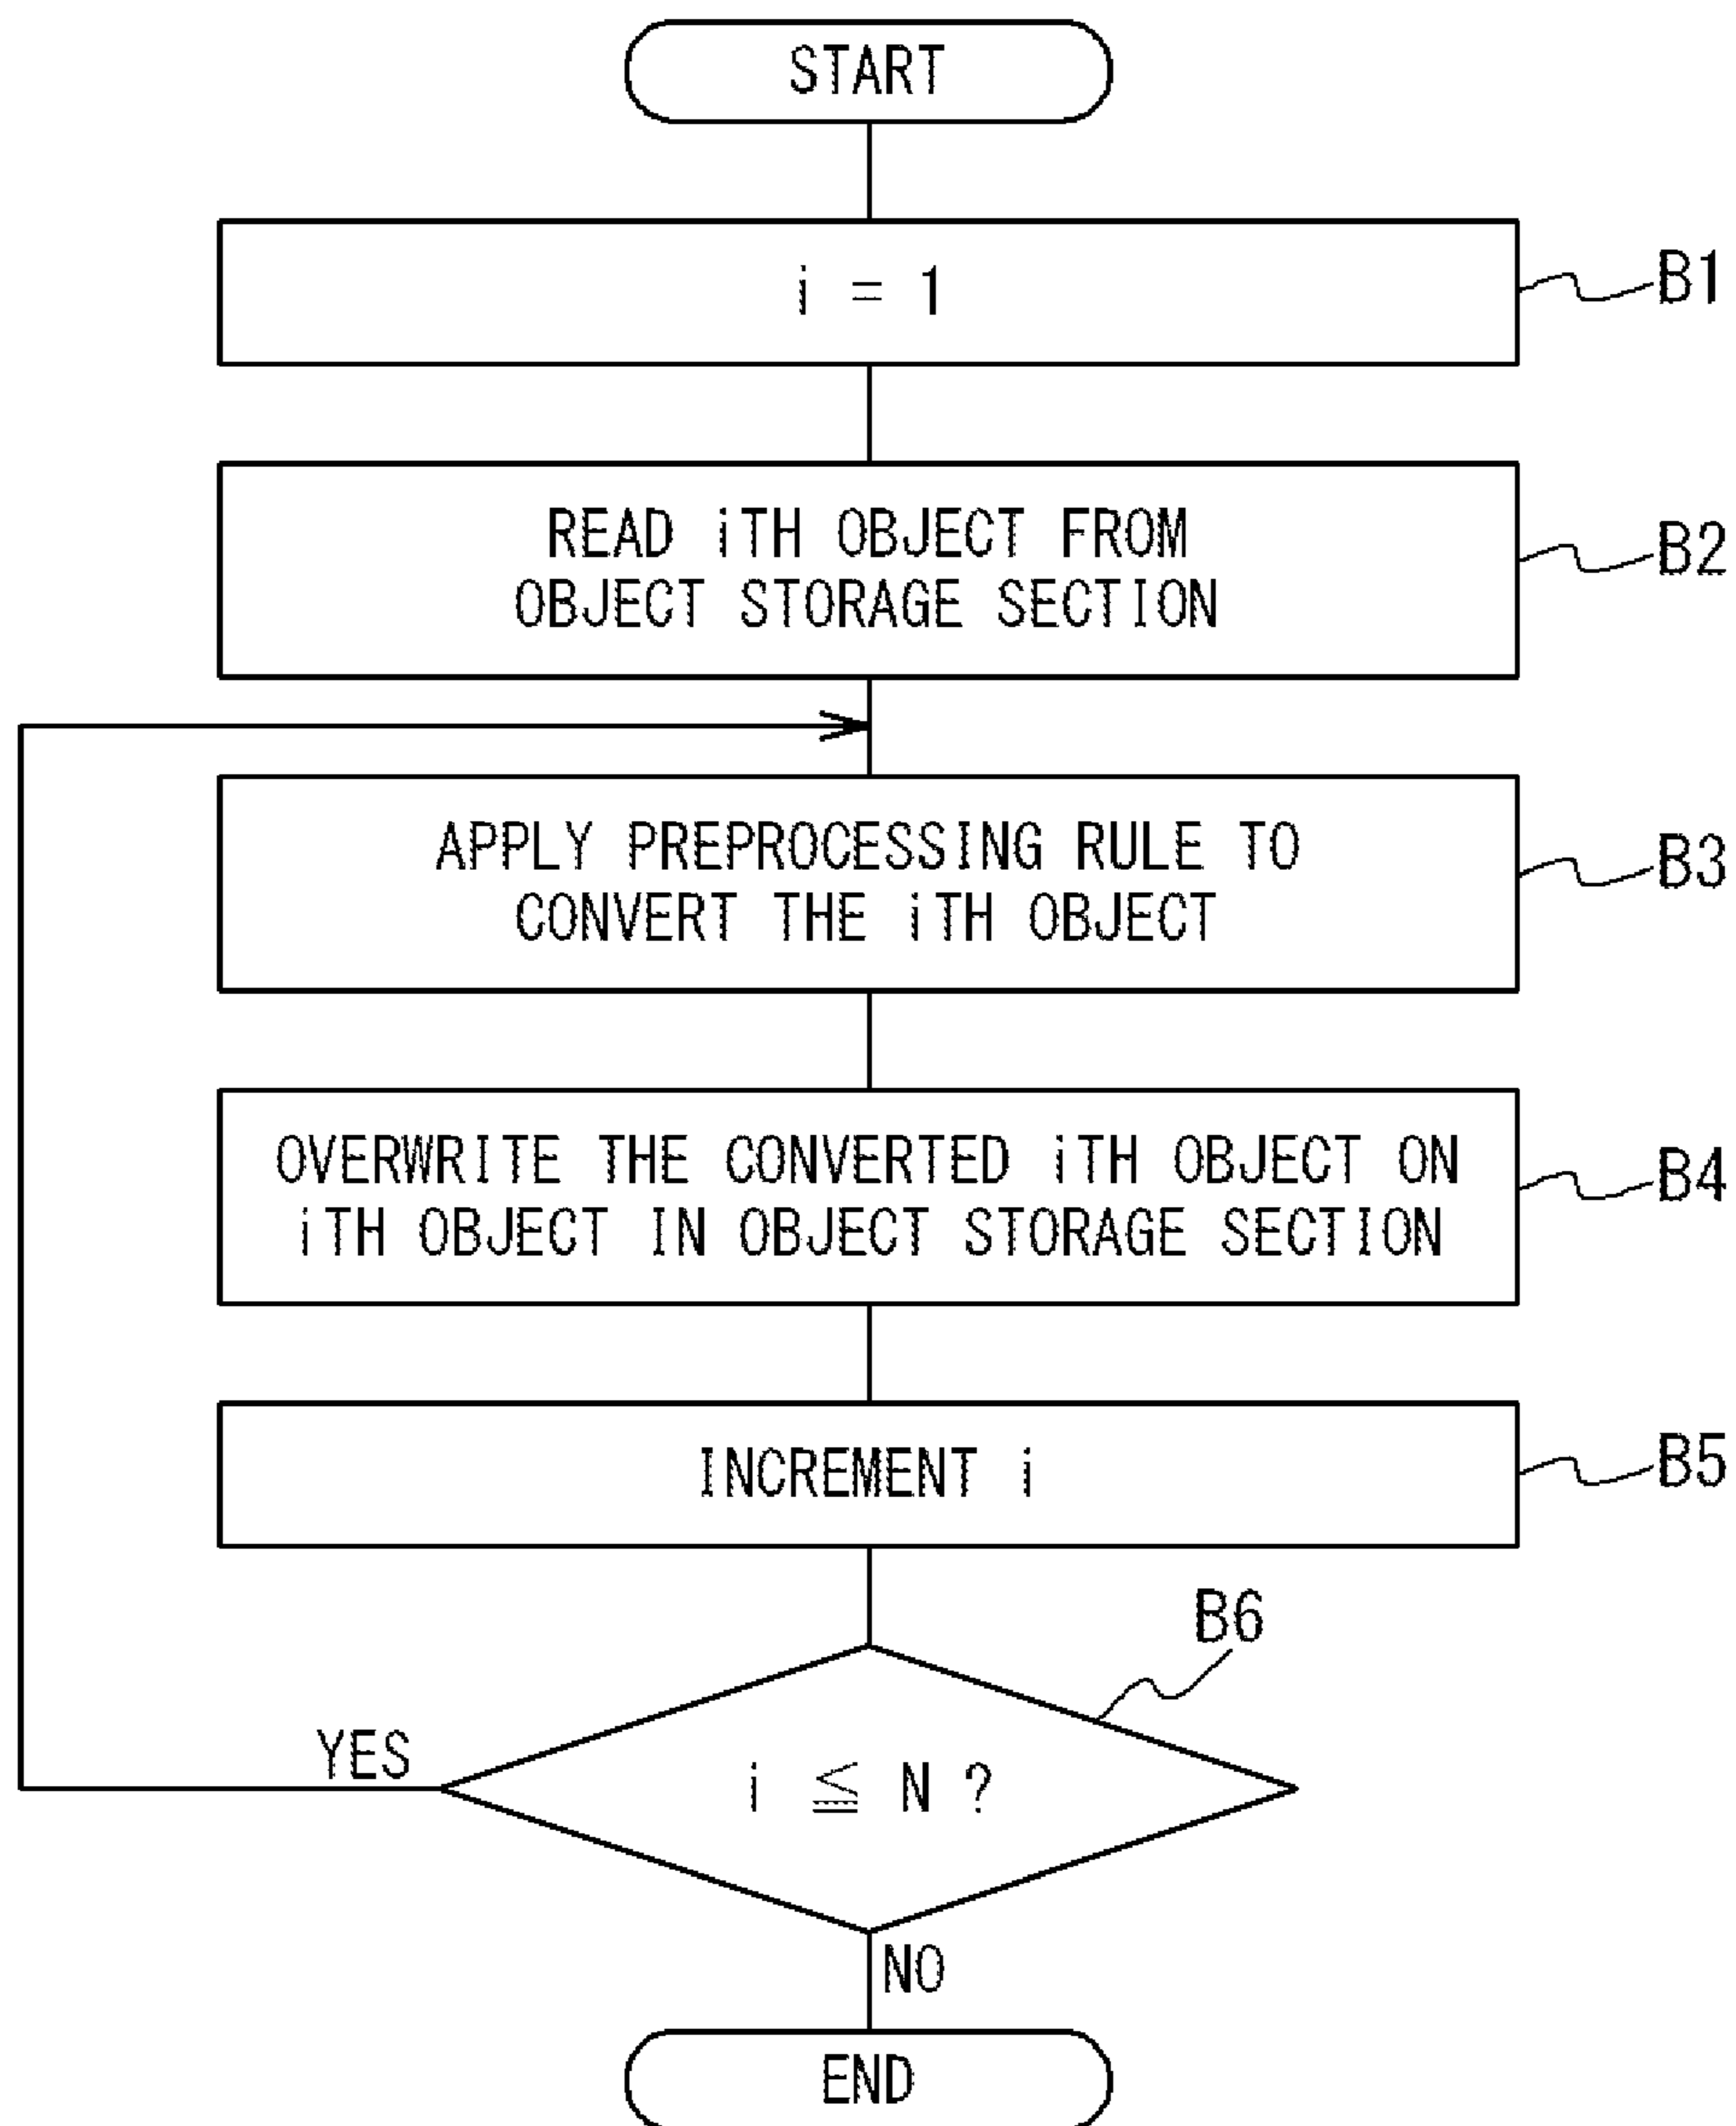 START
i = 1
B1
READ iTH OBJECT FROM
OBJECT STORAGE SECTION
B2
APPLY PREPROCESSING RULE TO
CONVERT THE iTH OBJECT
B3
OVERWRITE THE CONVERTED iTH OBJECT ON
iTH OBJECT IN OBJECT STORAGE SECTION
B4
INCREMENT i
B5
B6
YES
i ≦ N ?
NO
END